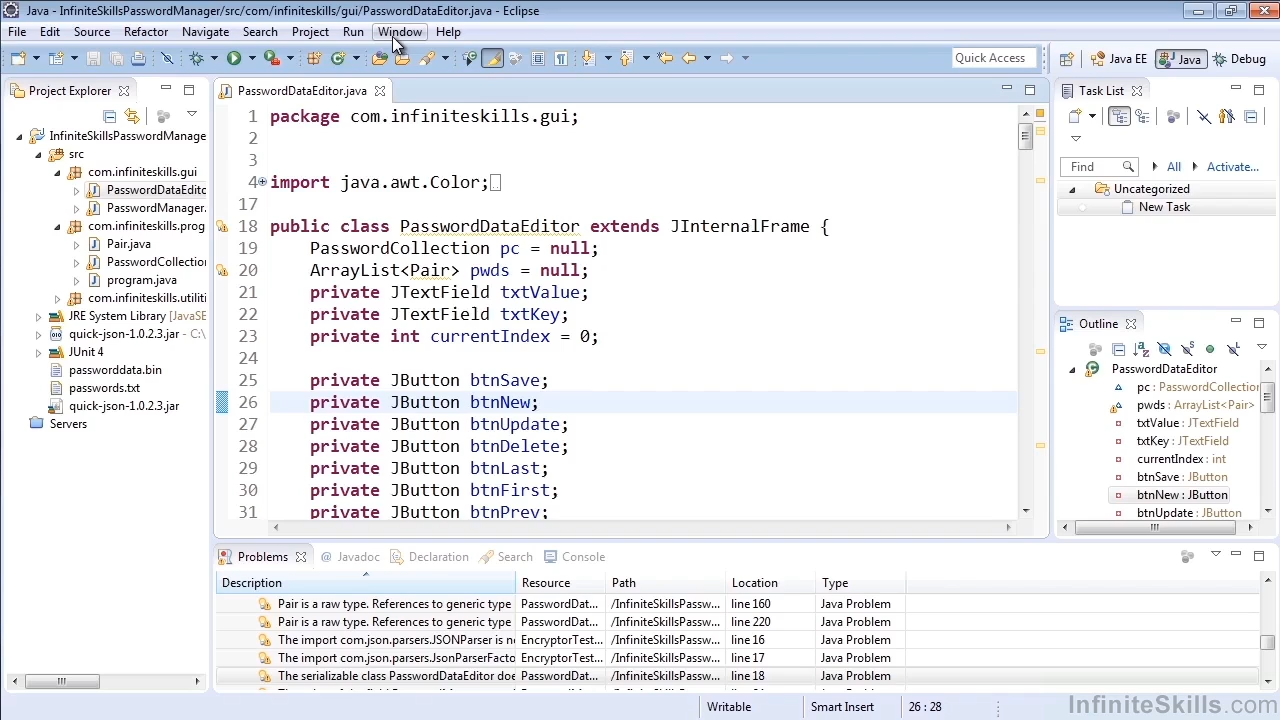 Java - InfiniteSkillsPasswordManager/src/com/infiniteskills/gui/PasswordDataEditor.java - Eclipse
File Edit Source Refactor Navigate Search Project Run Window Help
Quick Access Java EE Java Debug
Project Explorer
InfiniteSkillsPasswordManage
src
com.infiniteskills.gui
PasswordDataEdito
PasswordManager.
com.infiniteskills.prog
Pair.java
PasswordCollection
program.java
com.infiniteskills.utiliti
JRE System Library [JavaSE
quick-json-1.0.2.3.jar - C:\
JUnit 4
passworddata.bin
passwords.txt
quick-json-1.0.2.3.jar
Servers
PasswordDataEditor.java
1 package com.infiniteskills.gui;
2
3
4 import java.awt.Color;
17
18 public class PasswordDataEditor extends JInternalFrame {
19 PasswordCollection pc = null;
20 ArrayList<Pair> pwds = null;
21 private JTextField txtValue;
22 private JTextField txtKey;
23 private int currentIndex = 0;
24
25 private JButton btnSave;
26 private JButton btnNew;
27 private JButton btnUpdate;
28 private JButton btnDelete;
29 private JButton btnLast;
30 private JButton btnFirst;
31 private JButton btnPrev;
Task List
Find All Activate...
Uncategorized
New Task
Outline
PasswordDataEditor
pc : PasswordCollection
pwds : ArrayList<Pair>
txtValue : JTextField
txtKey : JTextField
currentIndex : int
btnSave : JButton
btnNew : JButton
btnUpdate : JButton
Problems @ Javadoc Declaration Search Console
Description Resource Path Location Type
Pair is a raw type. References to generic type PasswordDat... /InfiniteSkillsPassw... line 160 Java Problem
Pair is a raw type. References to generic type PasswordDat... /InfiniteSkillsPassw... line 220 Java Problem
The import com.json.parsers.JSONParser is ne EncryptorTest... /InfiniteSkillsPassw... line 16 Java Problem
The import com.json.parsers.JsonParserFacto EncryptorTest... /InfiniteSkillsPassw... line 17 Java Problem
The serializable class PasswordDataEditor doe PasswordDat... /InfiniteSkillsPassw... line 18 Java Problem
Writable Smart Insert 26 : 28
InfiniteSkills.com